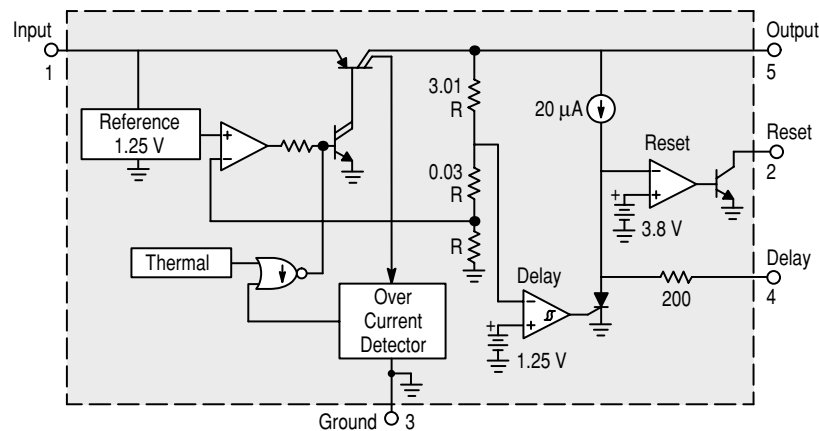 Input
1
Output
5
3.01
R
20 µA
Reference
1.25 V
+
−
Reset
Reset
2
0.03
R
−
+
+
3.8 V
R
Thermal
Delay
Delay
4
200
Over
Current
Detector
−
+
+
1.25 V
Ground
3